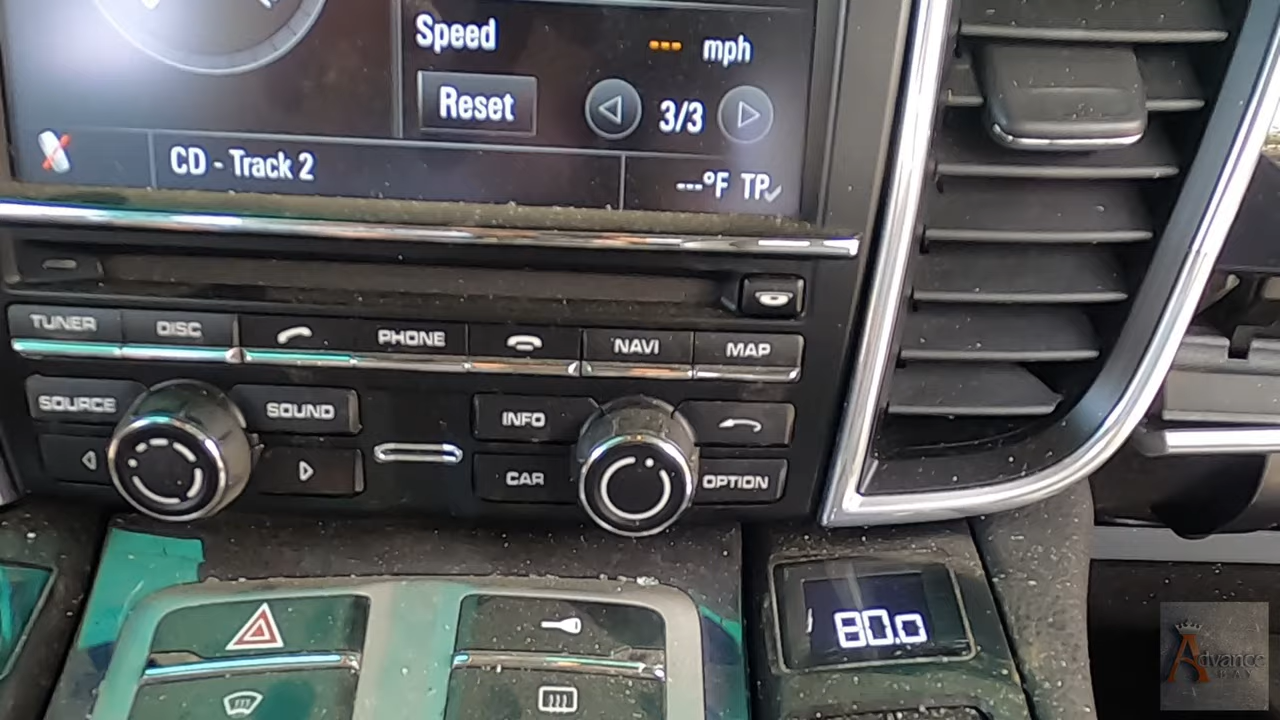 Speed --- mph
Reset 3/3
CD - Track 2
---°F TP
TUNER DISC PHONE NAVI MAP
SOURCE SOUND INFO
CAR OPTION
80.0
Advance
EBAY